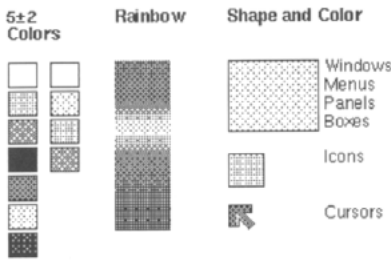 5±2
Colors
Rainbow
Shape and Color
Windows
Menus
Panels
Boxes
Icons
Cursors